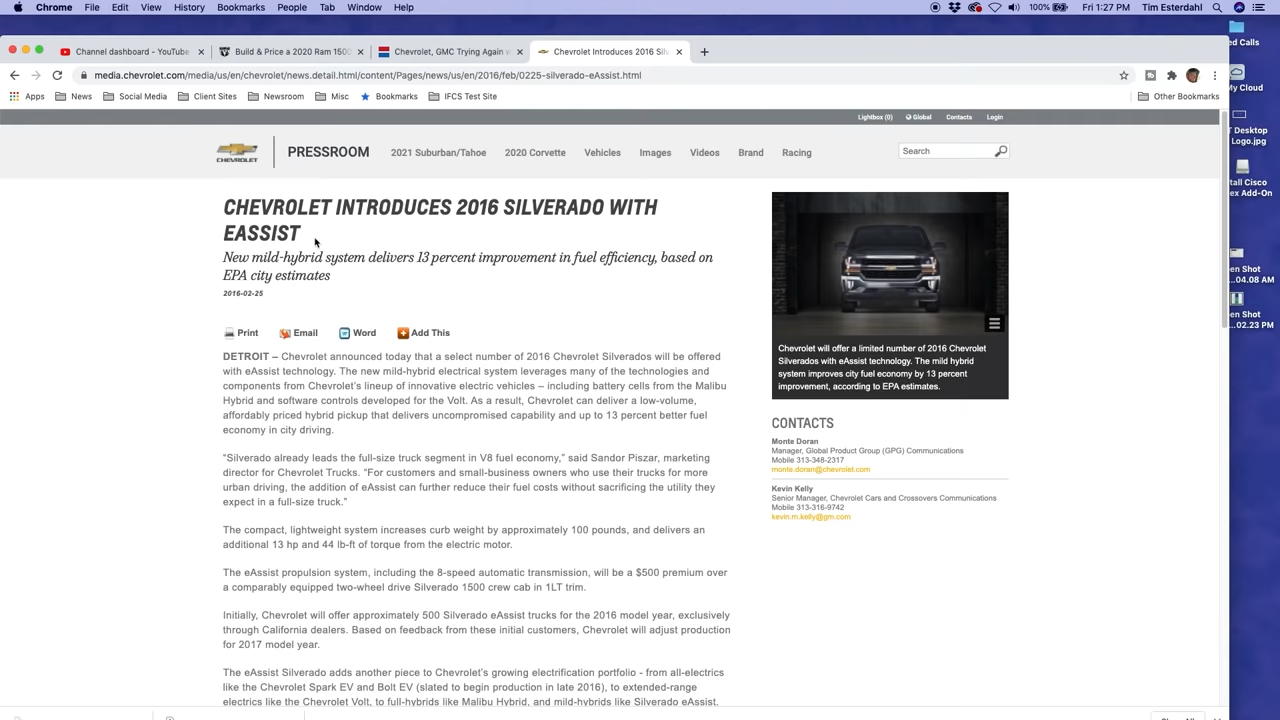 Chrome File Edit View History Bookmarks People Tab Window Help 100% Fri 1:27 PM Tim Esterdahl
Channel dashboard - YouTube Build & Price a 2020 Ram 1500 Chevrolet, GMC Trying Again Chevrolet Introduces 2016 Silv
media.chevrolet.com/media/us/en/chevrolet/news.detail.html/content/Pages/news/us/en/2016/feb/0225-silverado-eAssist.html
Apps News Social Media Client Sites Newsroom Misc Bookmarks IFCS Test Site Other Bookmarks
Lightbox (0) Global Contacts Login
CHEVROLET PRESSROOM 2021 Suburban/Tahoe 2020 Corvette Vehicles Images Videos Brand Racing Search
CHEVROLET INTRODUCES 2016 SILVERADO WITH
EASSIST
New mild-hybrid system delivers 13 percent improvement in fuel efficiency, based on
EPA city estimates
2016-02-25
Print Email Word Add This
DETROIT – Chevrolet announced today that a select number of 2016 Chevrolet Silverados will be offered
with eAssist technology. The new mild-hybrid electrical system leverages many of the technologies and
components from Chevrolet's lineup of innovative electric vehicles – including battery cells from the Malibu
Hybrid and software controls developed for the Volt. As a result, Chevrolet can deliver a low-volume,
affordably priced hybrid pickup that delivers uncompromised capability and up to 13 percent better fuel
economy in city driving.
“Silverado already leads the full-size truck segment in V8 fuel economy,” said Sandor Piszar, marketing
director for Chevrolet Trucks. “For customers and small-business owners who use their trucks for more
urban driving, the addition of eAssist can further reduce their fuel costs without sacrificing the utility they
expect in a full-size truck.”
The compact, lightweight system increases curb weight by approximately 100 pounds, and delivers an
additional 13 hp and 44 lb-ft of torque from the electric motor.
The eAssist propulsion system, including the 8-speed automatic transmission, will be a $500 premium over
a comparably equipped two-wheel drive Silverado 1500 crew cab in 1LT trim.
Initially, Chevrolet will offer approximately 500 Silverado eAssist trucks for the 2016 model year, exclusively
through California dealers. Based on feedback from these initial customers, Chevrolet will adjust production
for 2017 model year.
The eAssist Silverado adds another piece to Chevrolet's growing electrification portfolio - from all-electrics
like the Chevrolet Spark EV and Bolt EV (slated to begin production in late 2016), to extended-range
electrics like the Chevrolet Volt, to full-hybrids like Malibu Hybrid, and mild-hybrids like Silverado eAssist.
Chevrolet will offer a limited number of 2016 Chevrolet
Silverados with eAssist technology. The mild hybrid
system improves city fuel economy by 13 percent
improvement, according to EPA estimates.
CONTACTS
Monte Doran
Manager, Global Product Group (GPG) Communications
Mobile 313-348-2317
monte.doran@chevrolet.com
Kevin Kelly
Senior Manager, Chevrolet Cars and Crossovers Communications
Mobile 313-316-9742
kevin.m.kelly@gm.com
ed Calls
My Cloud
T Desktop
Logo.jpg
tall Cisco
ex Add-On
en Shot
...04.08 AM
en Shot
...02.23 PM